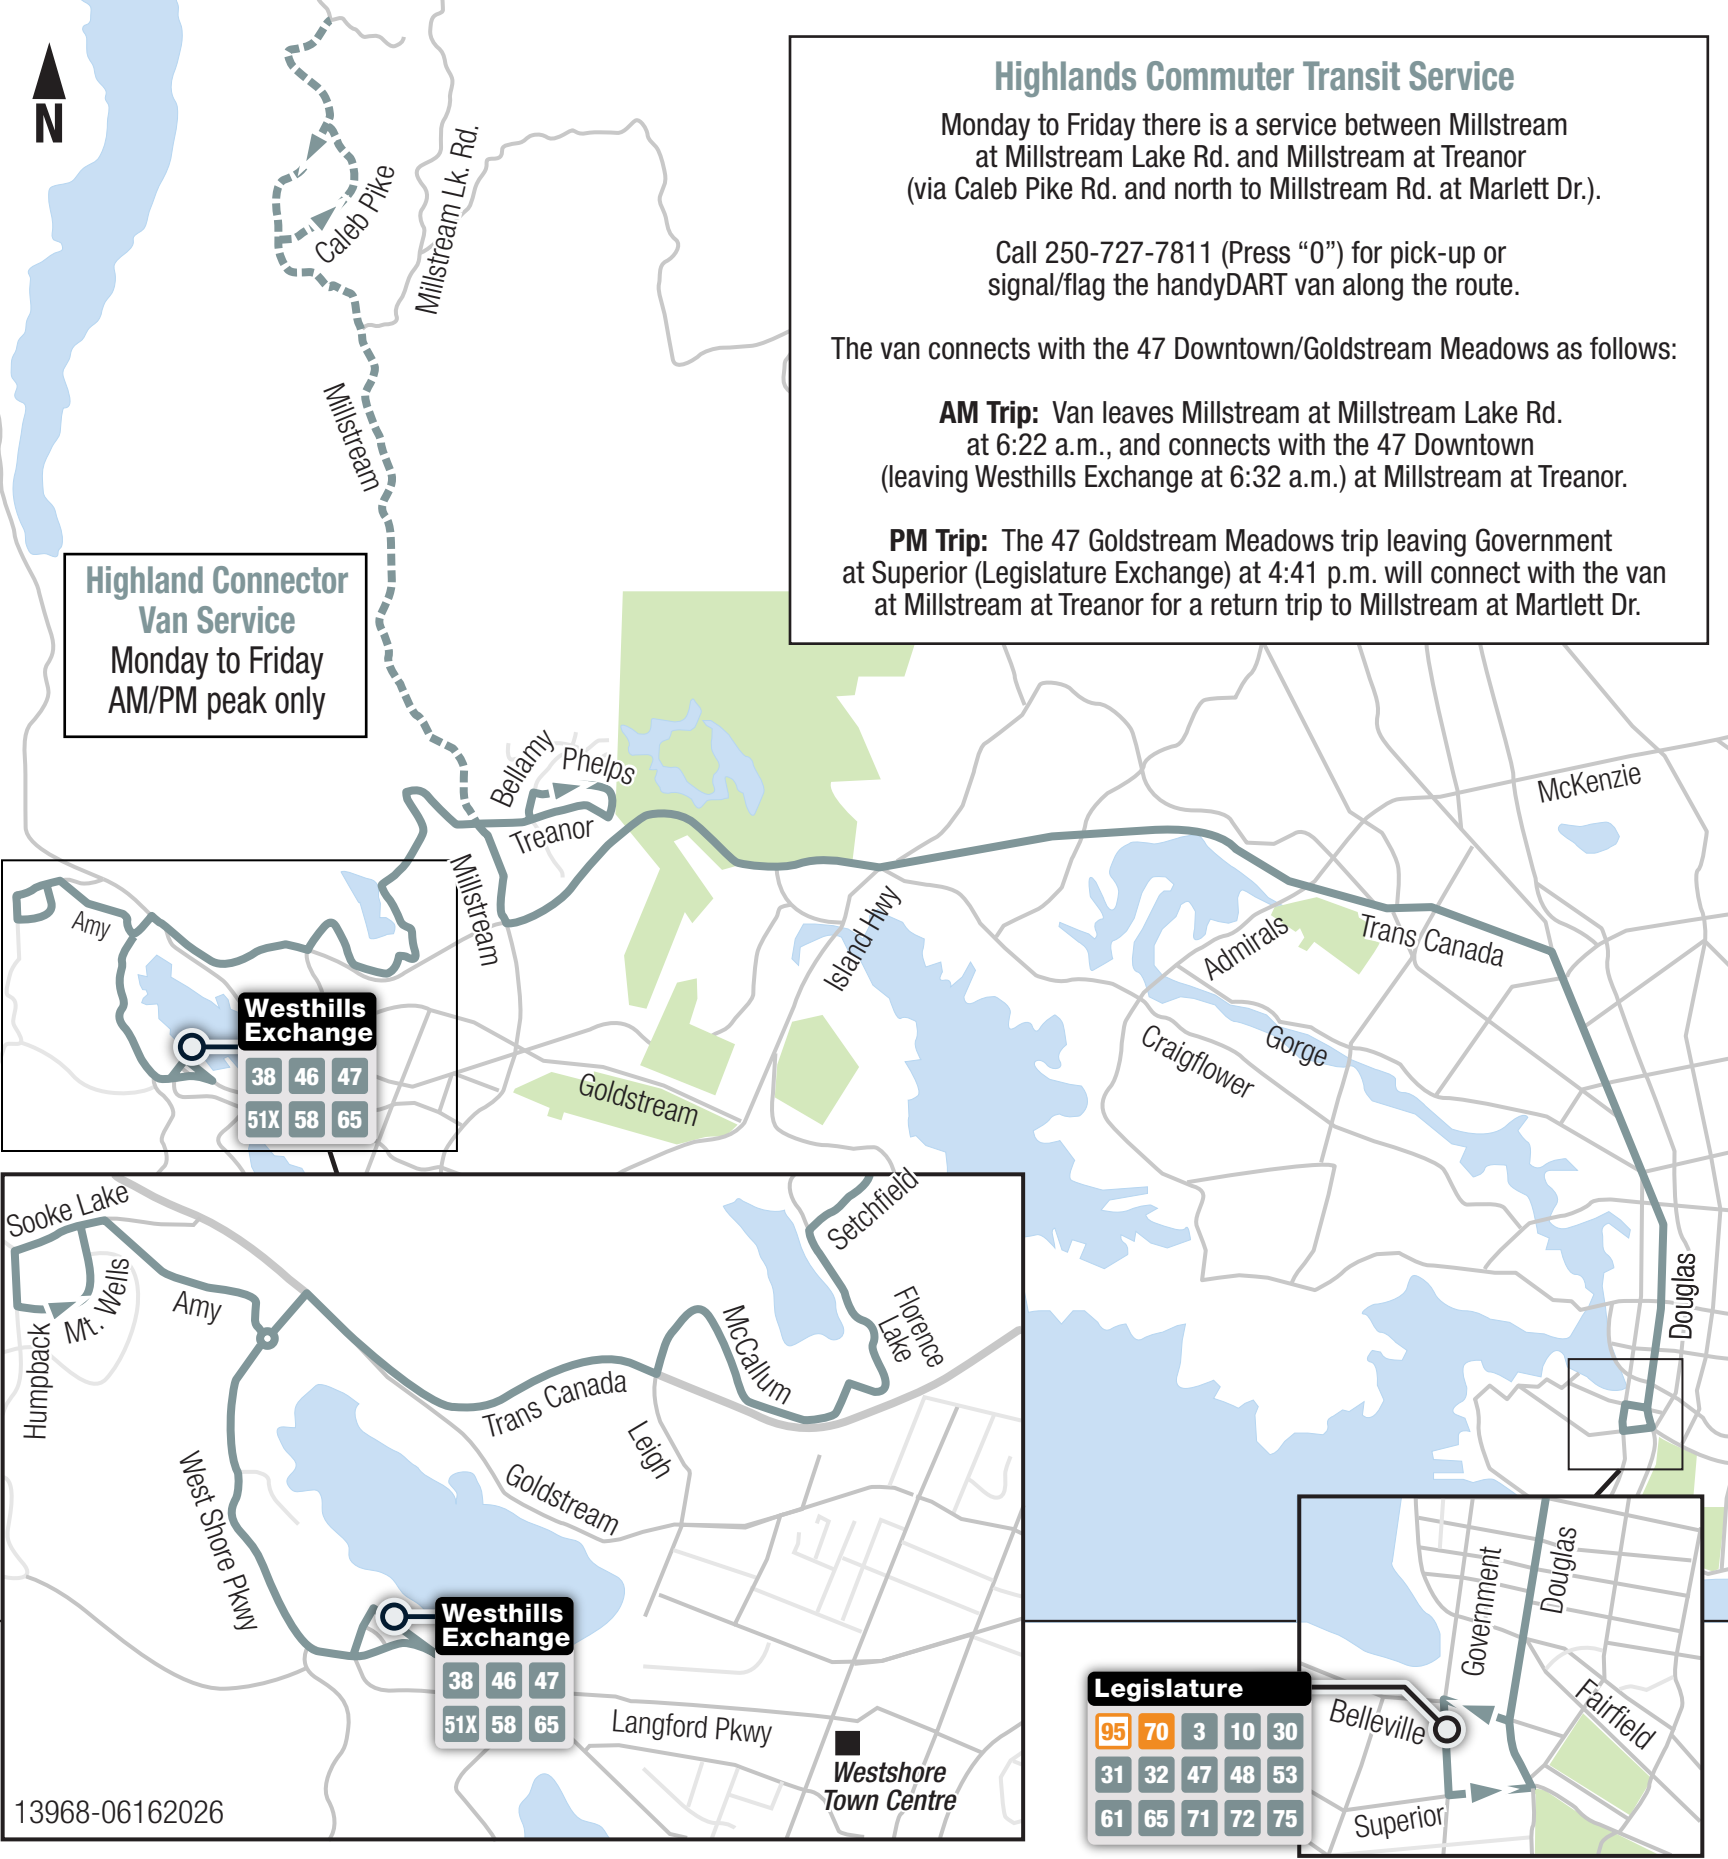 N
Highlands Commuter Transit Service
Monday to Friday there is a service between Millstream
at Millstream Lake Rd. and Millstream at Treanor
(via Caleb Pike Rd. and north to Millstream Rd. at Marlett Dr.).
Call 250-727-7811 (Press “0”) for pick-up or
signal/flag the handyDART van along the route.
The van connects with the 47 Downtown/Goldstream Meadows as follows:
AM Trip: Van leaves Millstream at Millstream Lake Rd.
at 6:22 a.m., and connects with the 47 Downtown
(leaving Westhills Exchange at 6:32 a.m.) at Millstream at Treanor.
PM Trip: The 47 Goldstream Meadows trip leaving Government
at Superior (Legislature Exchange) at 4:41 p.m. will connect with the van
at Millstream at Treanor for a return trip to Millstream at Martlett Dr.
Caleb Pike
Millstream Lk. Rd.
Millstream
Highland Connector
Van Service
Monday to Friday
AM/PM peak only
Bellamy
Phelps
Treanor
Millstream
McKenzie
Amy
Island Hwy
Admirals
Trans Canada
Craigflower
Gorge
Goldstream
Douglas
Westhills
Exchange
38 46 47
51X 58 65
Sooke Lake
Mt. Wells
Humpback
Amy
West Shore Pkwy
Setchfield
Florence
Lake
McCallum
Trans Canada
Leigh
Goldstream
Westhills
Exchange
38 46 47
51X 58 65
Langford Pkwy
Westshore
Town Centre
13968-06162026
Legislature
95 70 3 10 30
31 32 47 48 53
61 65 71 72 75
Government
Douglas
Belleville
Fairfield
Superior